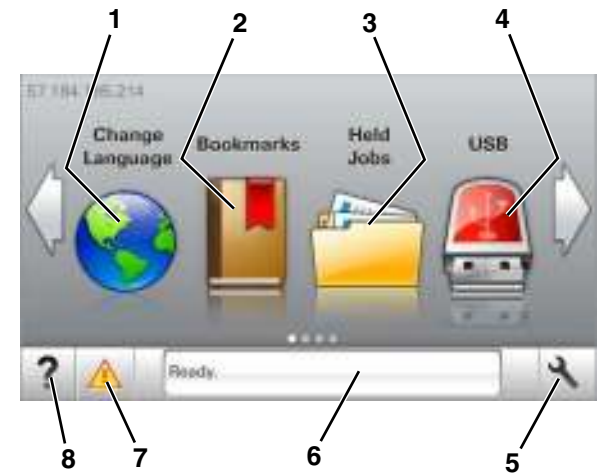 1 2 3 4
Change Language
Bookmarks
Held Jobs
USB
?
Ready.
8 7 6 5